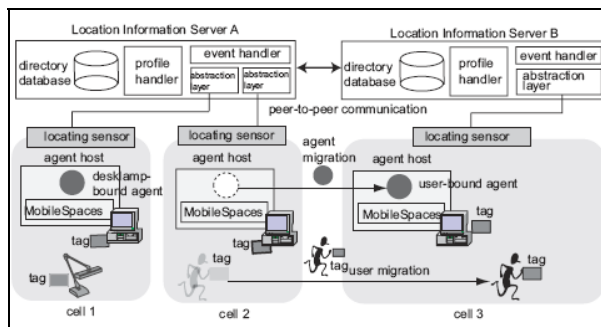 Location Information Server A
Location Information Server B
directory
database
profile
handler
event handler
abstraction
layer
abstraction
layer
directory
database
profile
handler
event handler
abstraction
layer
peer-to-peer communication
locating sensor
locating sensor
locating sensor
agent host
desklamp-
bound agent
MobileSpaces
tag
tag
cell 1
agent host
MobileSpaces
tag
tag
cell 2
agent
migration
tag
user migration
agent host
user-bound agent
MobileSpaces
tag
tag
cell 3